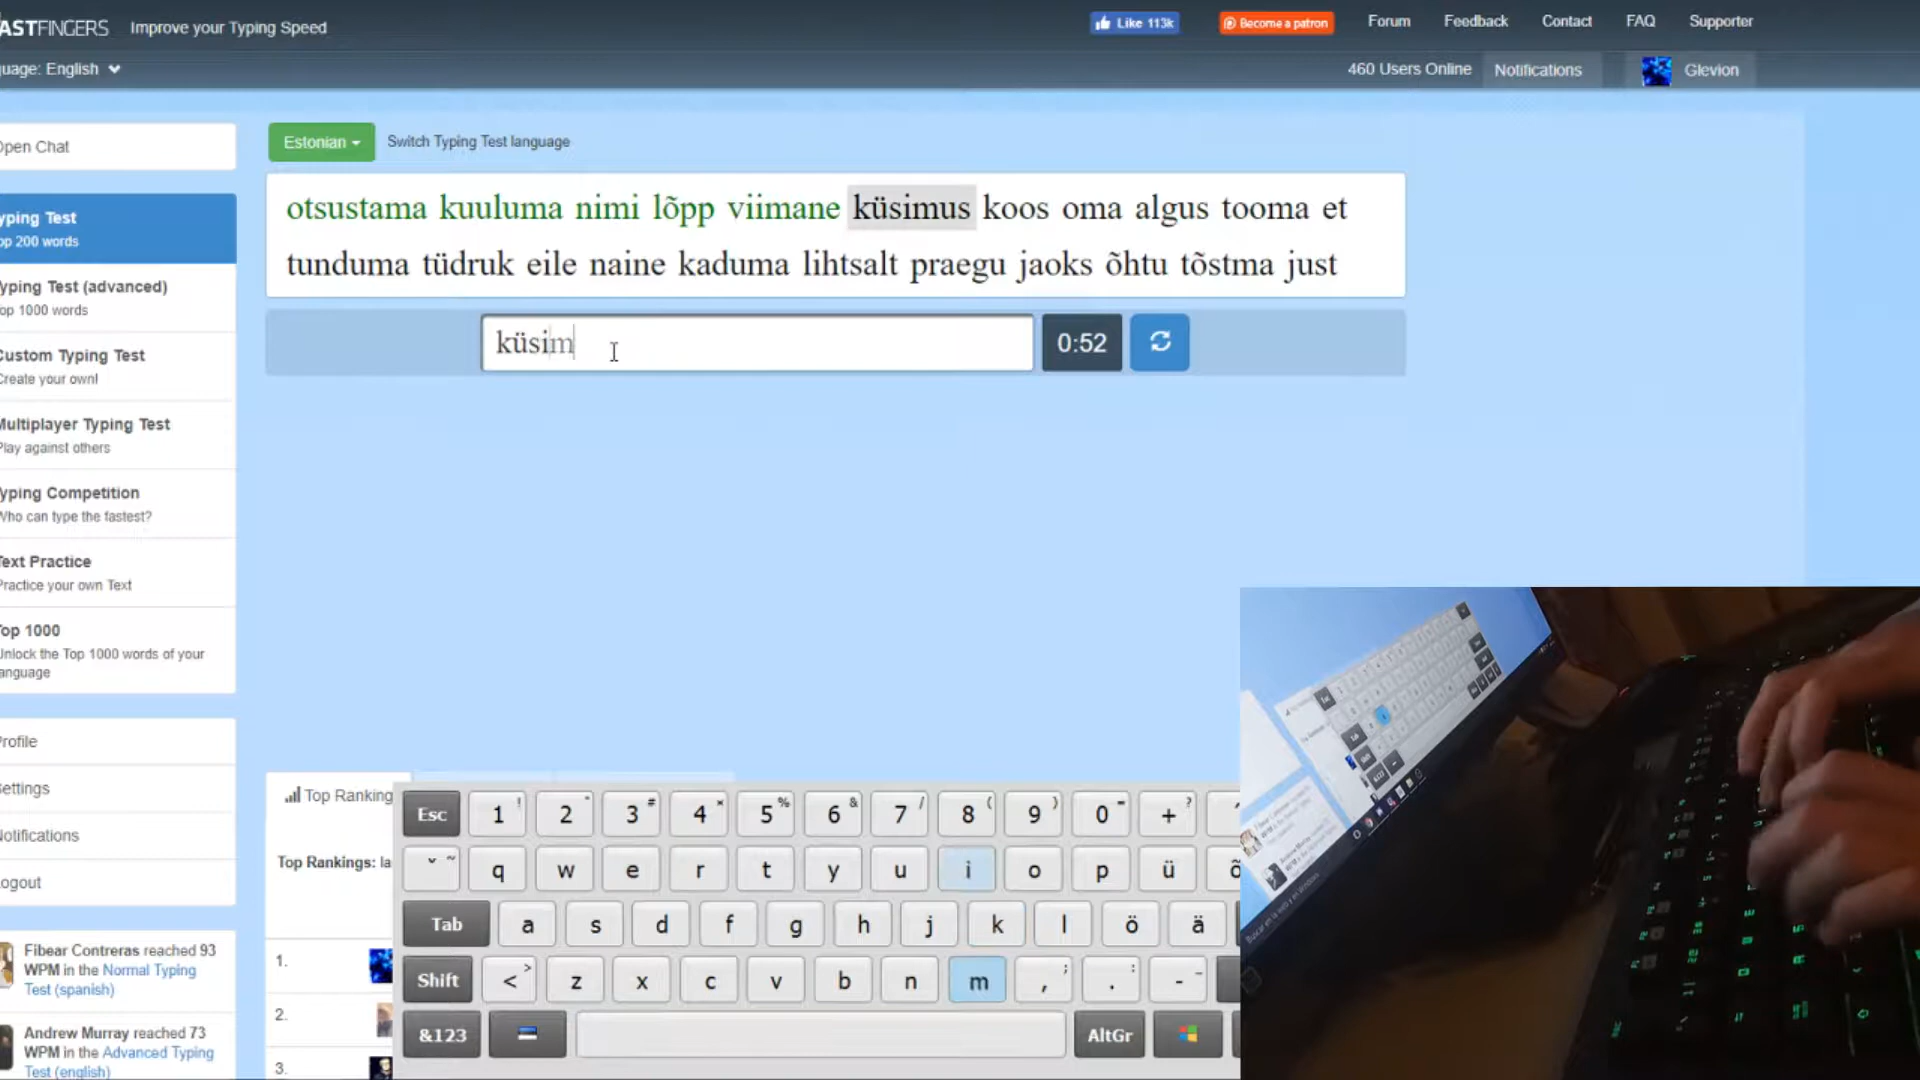 ASTFINGERS Improve your Typing Speed
Like 113k Become a patron Forum Feedback Contact FAQ Supporter
uage: English
460 Users Online Notifications Glevion
Open Chat
Estonian Switch Typing Test language
yping Test
op 200 words
otsustama kuuluma nimi lõpp viimane küsimus koos oma algus tooma et
tunduma tüdruk eile naine kaduma lihtsalt praegu jaoks õhtu tõstma just
küsim 0:52
yping Test (advanced)
op 1000 words
Custom Typing Test
Create your own!
Multiplayer Typing Test
Play against others
yping Competition
Who can type the fastest?
Text Practice
Practice your own Text
op 1000
Unlock the Top 1000 words of your
anguage
Profile
ettings
Notifications
ogout
Fibear Contreras reached 93
WPM in the Normal Typing
Test (spanish)
Andrew Murray reached 73
WPM in the Advanced Typing
Test (english)
Top Ranking
Top Rankings: la
1.
2.
3.
Esc 1 ! 2 " 3 # 4 ¤ 5 % 6 & 7 / 8 ( 9 ) 0 = + ?
ˇ ~ q w e r t y u i o p ü õ
Tab a s d f g h j k l ö ä
Shift < > z x c v b n m , ; . : - _
&123 AltGr